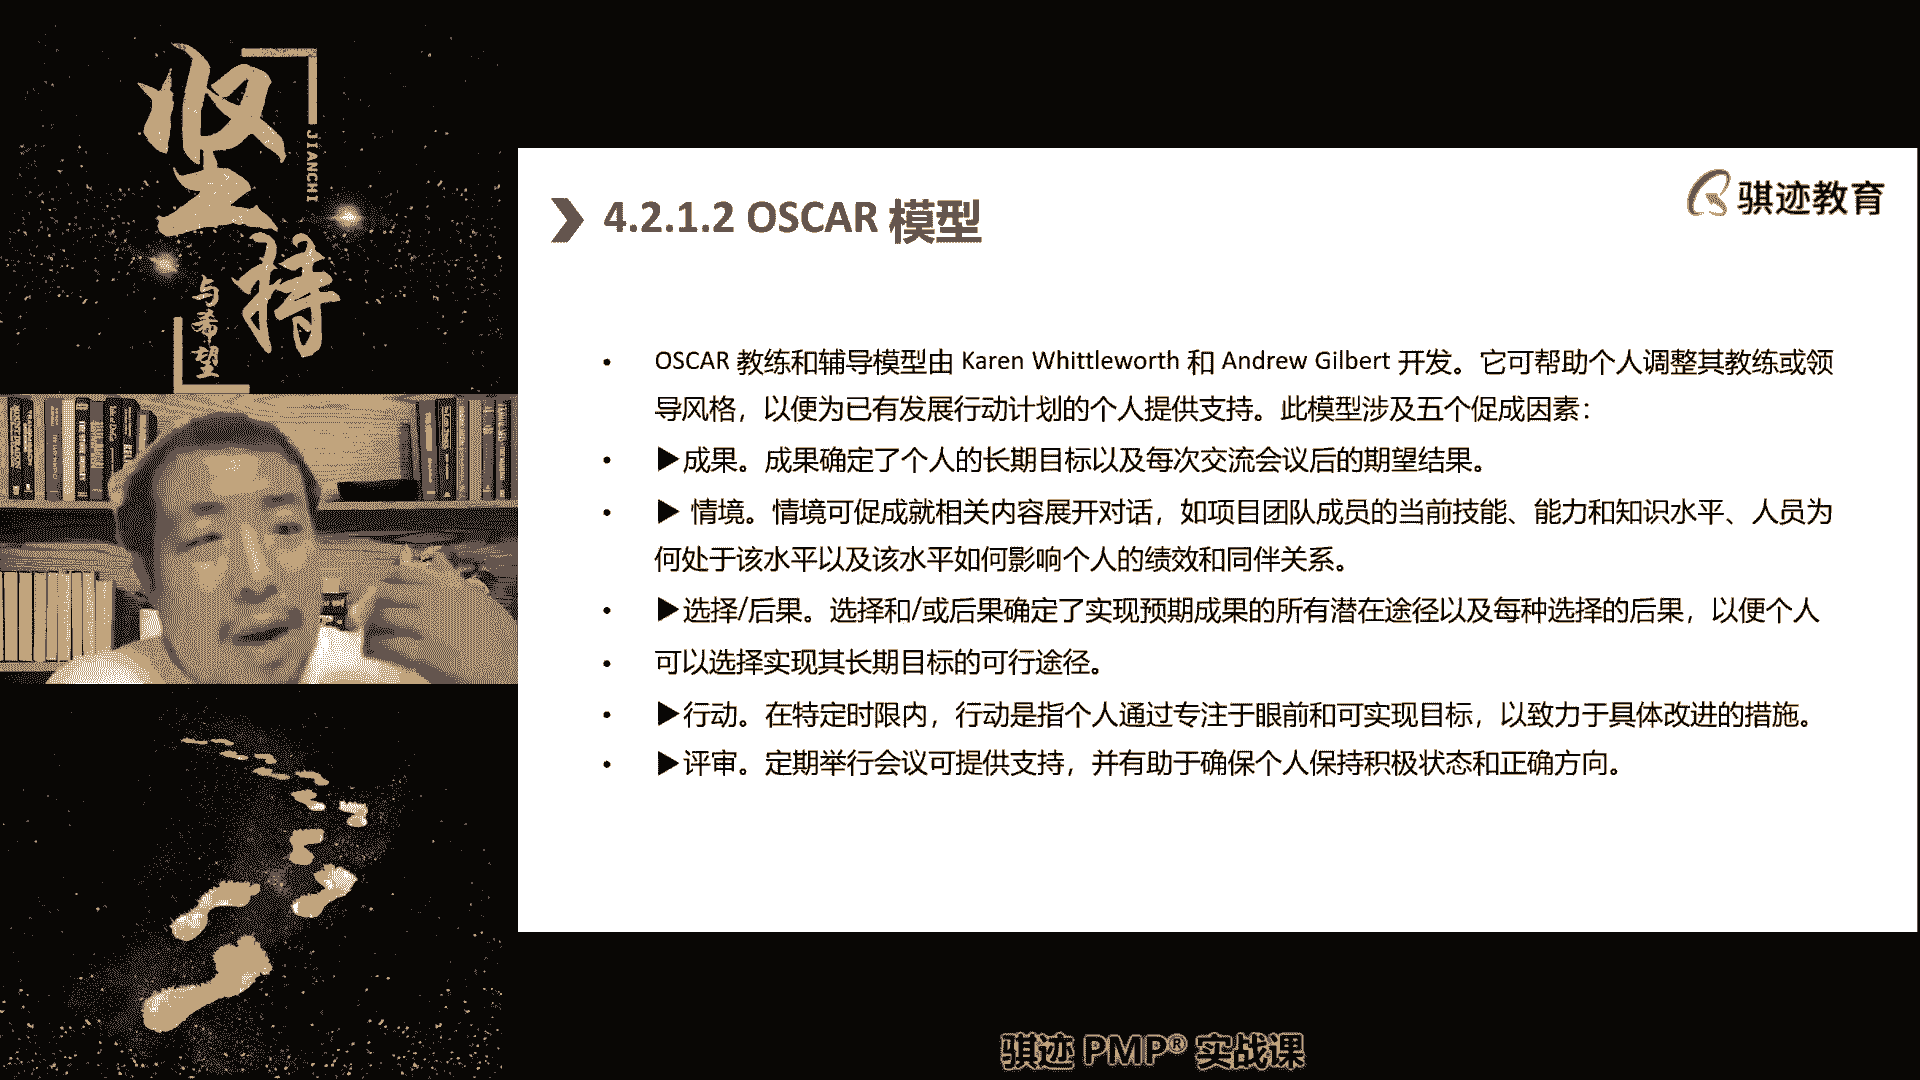 坚持
JIANCHI
与希望
骐迹教育
4.2.1.2 OSCAR 模型
• OSCAR 教练和辅导模型由 Karen Whittleworth 和 Andrew Gilbert 开发。它可帮助个人调整其教练或领
导风格，以便为已有发展行动计划的个人提供支持。此模型涉及五个促成因素：
• ▶成果。成果确定了个人的长期目标以及每次交流会议后的期望结果。
• ▶ 情境。情境可促成就相关内容展开对话，如项目团队成员的当前技能、能力和知识水平、人员为
何处于该水平以及该水平如何影响个人的绩效和同伴关系。
• ▶选择/后果。选择和/或后果确定了实现预期成果的所有潜在途径以及每种选择的后果，以便个人
• 可以选择实现其长期目标的可行途径。
• ▶行动。在特定时限内，行动是指个人通过专注于眼前和可实现目标，以致力于具体改进的措施。
• ▶评审。定期举行会议可提供支持，并有助于确保个人保持积极状态和正确方向。
骐迹 PMP® 实战课